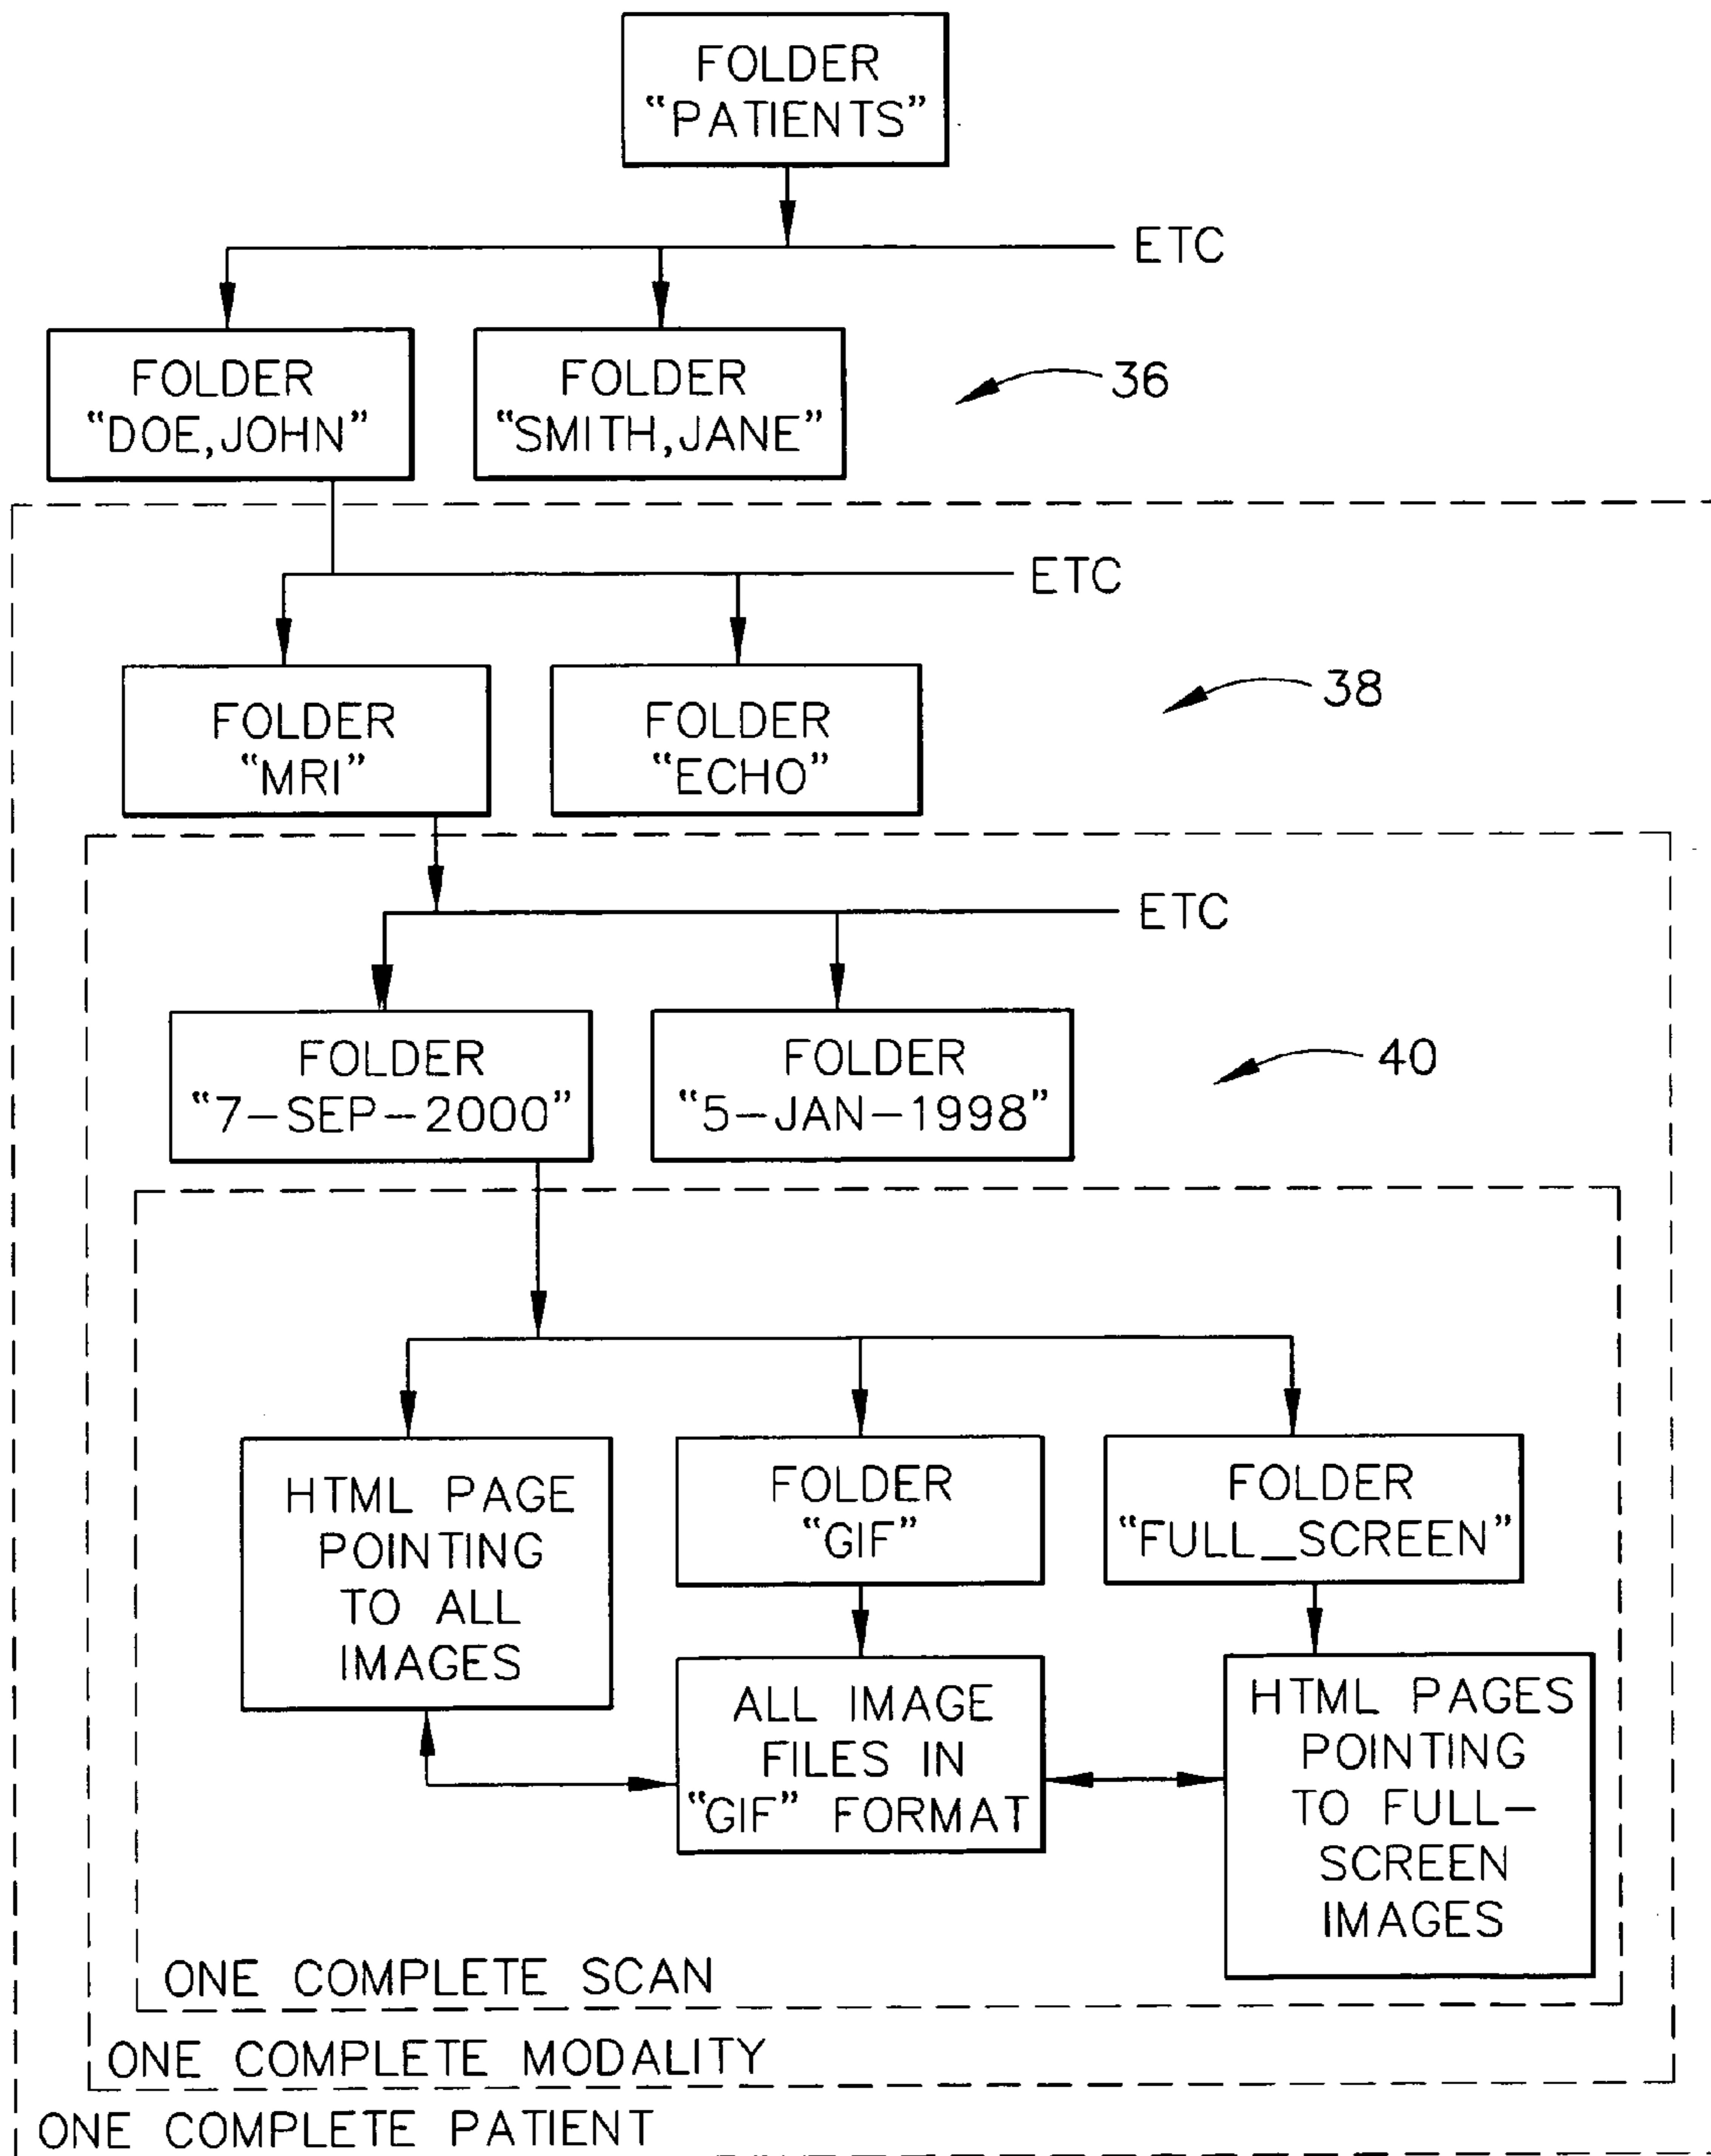 FOLDER
“PATIENTS”
ETC
FOLDER
“DOE,JOHN”
FOLDER
“SMITH,JANE”
36
ETC
FOLDER
“MRI”
FOLDER
“ECHO”
38
ETC
FOLDER
“7-SEP-2000”
FOLDER
“5-JAN-1998”
40
HTML PAGE
POINTING
TO ALL
IMAGES
FOLDER
“GIF”
FOLDER
“FULL_SCREEN”
ALL IMAGE
FILES IN
“GIF” FORMAT
HTML PAGES
POINTING
TO FULL-
SCREEN
IMAGES
ONE COMPLETE SCAN
ONE COMPLETE MODALITY
ONE COMPLETE PATIENT